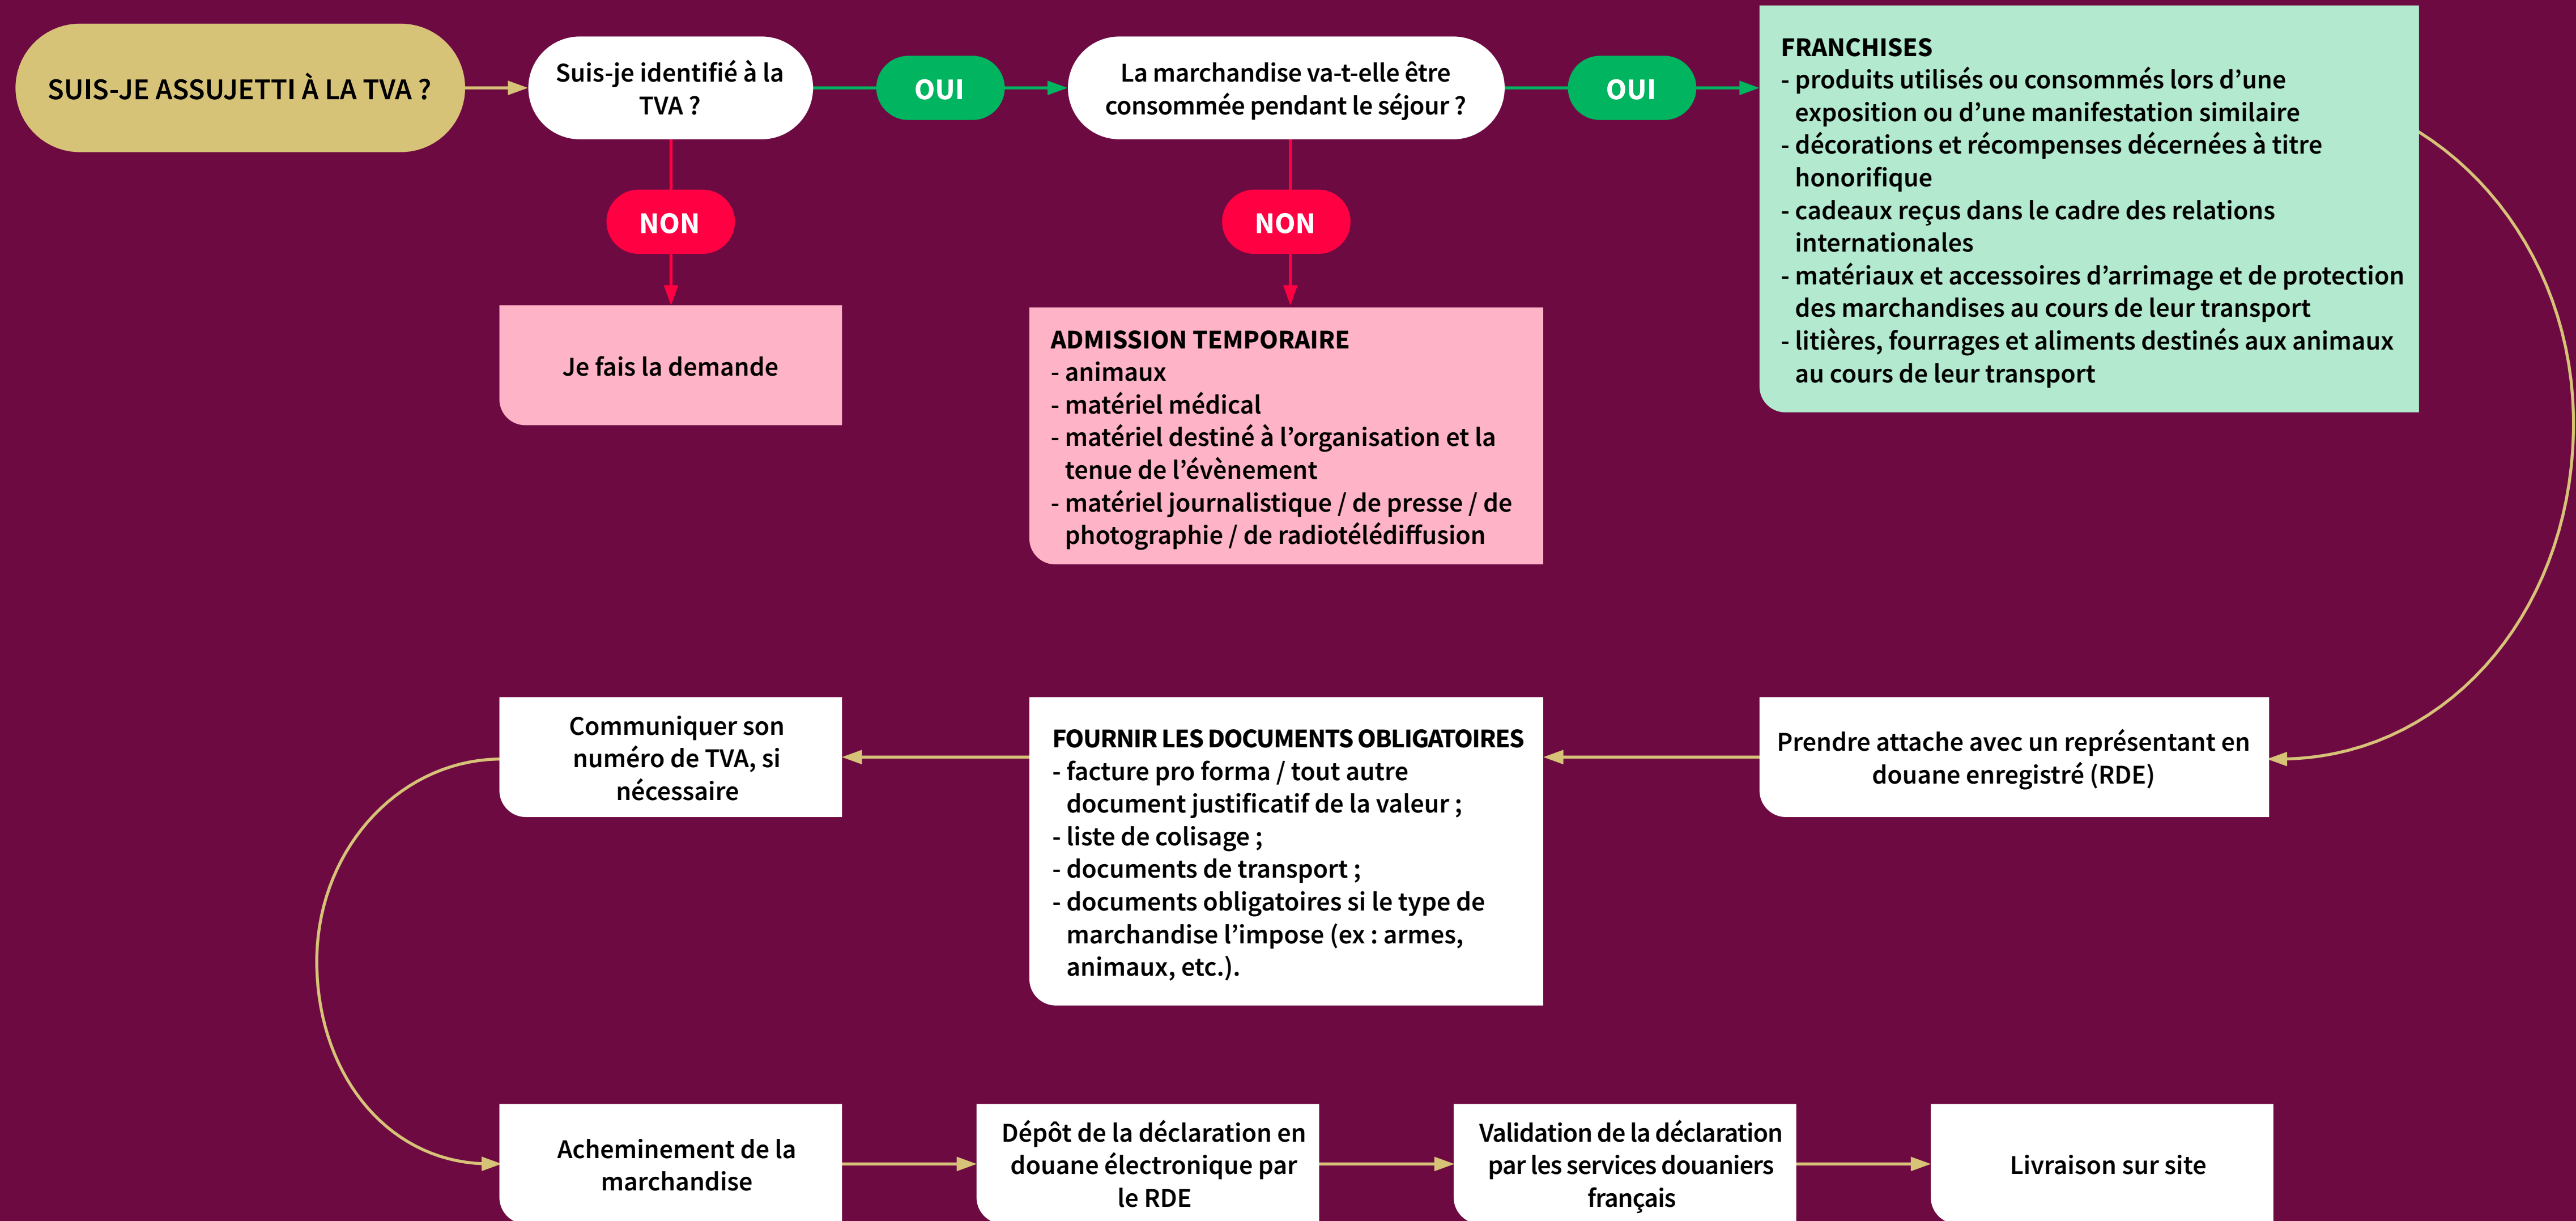 SUIS-JE ASSUJETTI À LA TVA ?
Suis-je identifié à la
TVA ?
OUI
La marchandise va-t-elle être
consommée pendant le séjour ?
OUI
FRANCHISES
- produits utilisés ou consommés lors d’une
exposition ou d’une manifestation similaire
- décorations et récompenses décernées à titre
honorifique
- cadeaux reçus dans le cadre des relations
internationales
- matériaux et accessoires d’arrimage et de protection
des marchandises au cours de leur transport
- litières, fourrages et aliments destinés aux animaux
au cours de leur transport
NON
NON
Je fais la demande
ADMISSION TEMPORAIRE
- animaux
- matériel médical
- matériel destiné à l’organisation et la
tenue de l’évènement
- matériel journalistique / de presse / de
photographie / de radiotélédiffusion
Prendre attache avec un représentant en
douane enregistré (RDE)
FOURNIR LES DOCUMENTS OBLIGATOIRES
- facture pro forma / tout autre
document justificatif de la valeur ;
- liste de colisage ;
- documents de transport ;
- documents obligatoires si le type de
marchandise l’impose (ex : armes,
animaux, etc.).
Communiquer son
numéro de TVA, si
nécessaire
Acheminement de la
marchandise
Dépôt de la déclaration en
douane électronique par
le RDE
Validation de la déclaration
par les services douaniers
français
Livraison sur site